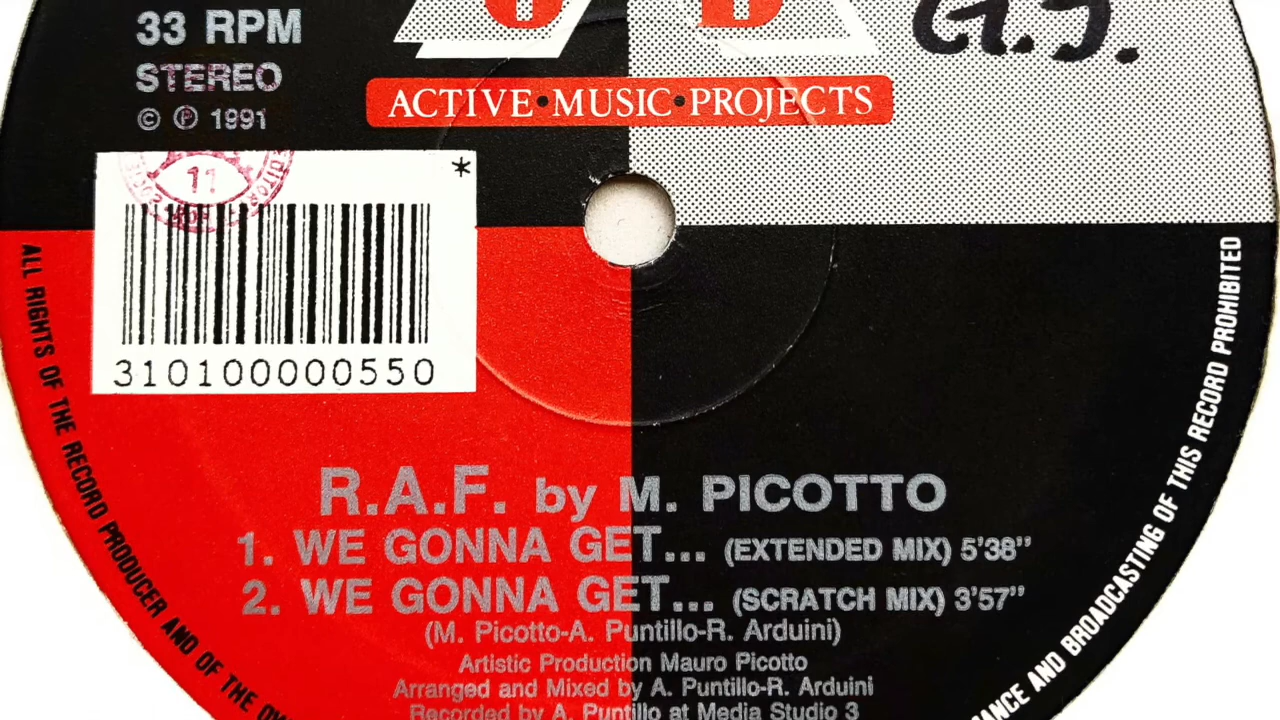 33 RPM
STEREO
© ℗ 1991
G.J.
ACTIVE•MUSIC•PROJECTS
*
11
310100000550
R.A.F. by M. PICOTTO
1. WE GONNA GET... (EXTENDED MIX) 5'38"
2. WE GONNA GET... (SCRATCH MIX) 3'57"
(M. Picotto-A. Puntillo-R. Arduini)
Artistic Production Mauro Picotto
Arranged and Mixed by A. Puntillo-R. Arduini
Recorded by A. Puntillo at Media Studio 3
ALL RIGHTS OF THE RECORD PRODUCER AND OF THE
AND BROADCASTING OF THIS RECORD PROHIBITED